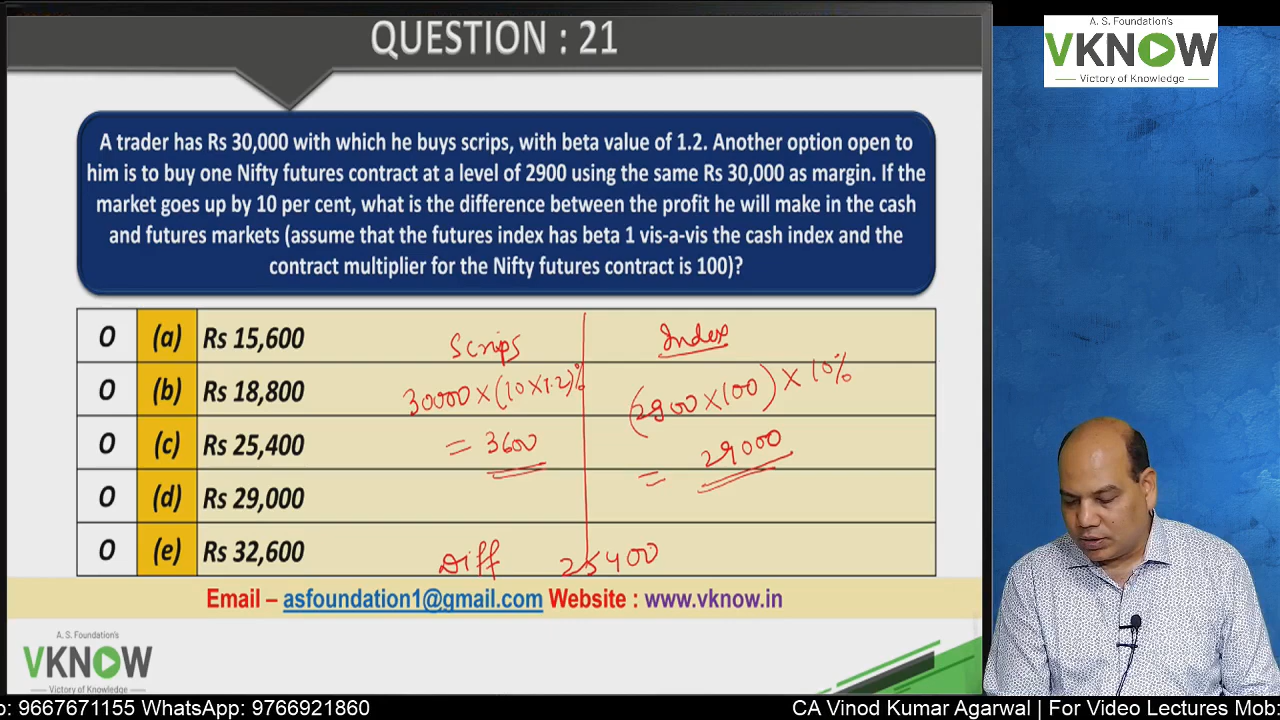 QUESTION : 21
A. S. Foundation's
VKNOW
Victory of Knowledge
A trader has Rs 30,000 with which he buys scrips, with beta value of 1.2. Another option open to
him is to buy one Nifty futures contract at a level of 2900 using the same Rs 30,000 as margin. If the
market goes up by 10 per cent, what is the difference between the profit he will make in the cash
and futures markets (assume that the futures index has beta 1 vis-a-vis the cash index and the
contract multiplier for the Nifty futures contract is 100)?
O (a) Rs 15,600
O (b) Rs 18,800
O (c) Rs 25,400
O (d) Rs 29,000
O (e) Rs 32,600
Scrips
30000 × (10 × 1.2)%
= 3600
Index
(2900 × 100) × 10%
= 29000
Diff 25400
Email – asfoundation1@gmail.com Website : www.vknow.in
A. S. Foundation's
VKNOW
Victory of Knowledge
: 9667671155 WhatsApp: 9766921860
CA Vinod Kumar Agarwal | For Video Lectures Mob: